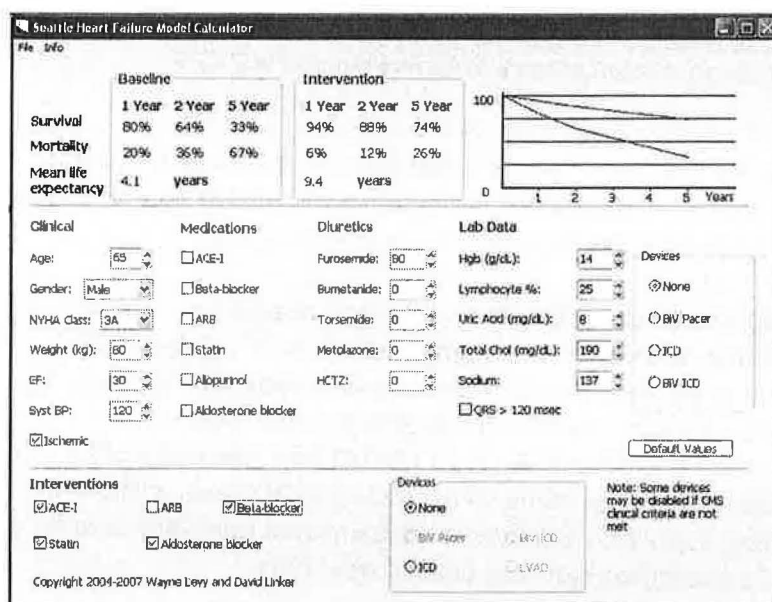 Seattle Heart Failure Model Calculator
File Info
Baseline
1 Year 2 Year 5 Year
Survival 80% 64% 33%
Mortality 20% 36% 67%
Mean life expectancy 4.1 years
Intervention
1 Year 2 Year 5 Year
94% 88% 74%
6% 12% 26%
9.4 years
100
0
1 2 3 4 5 Years
Clinical
Age: 65
Gender: Male
NYHA Class: 3A
Weight (kg): 80
EF: 30
Syst BP: 120
Ischemic
Medications
ACE-I
Beta-blocker
ARB
Statin
Allopurinol
Aldosterone blocker
Diuretics
Furosemide: 80
Bumetanide: 0
Torsemide: 0
Metolazone: 0
HCTZ: 0
Lab Data
Hgb (g/dL): 14
Lymphocyte %: 25
Uric Acid (mg/dL): 8
Total Chol (mg/dL): 190
Sodium: 137
QRS > 120 msec
Devices
None
BiV Pacer
ICD
BiV ICD
Default Values
Interventions
ACE-I ARB Beta-blocker
Statin Aldosterone blocker
Devices
None
BiV Pacer BiV ICD
ICD LVAD
Note: Some devices
may be disabled if CMS
clinical criteria are not
met
Copyright 2004-2007 Wayne Levy and David Linker